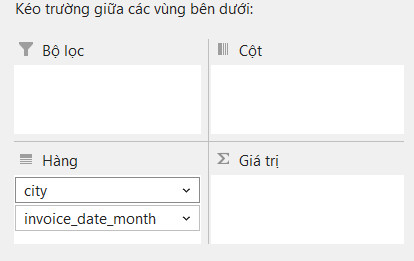 Kéo trường giữa các vùng bên dưới:
Bộ lọc
Cột
Hàng
city
invoice_date_month
Giá trị